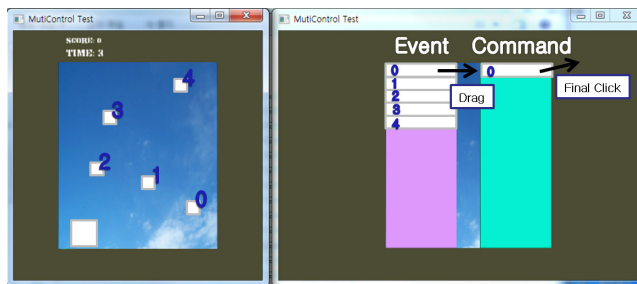 MutiControl Test
SCORE: 0
TIME: 3
4
3
2
1
0
MutiControl Test
Event Command
0
1
2
3
4
0
Drag
Final Click